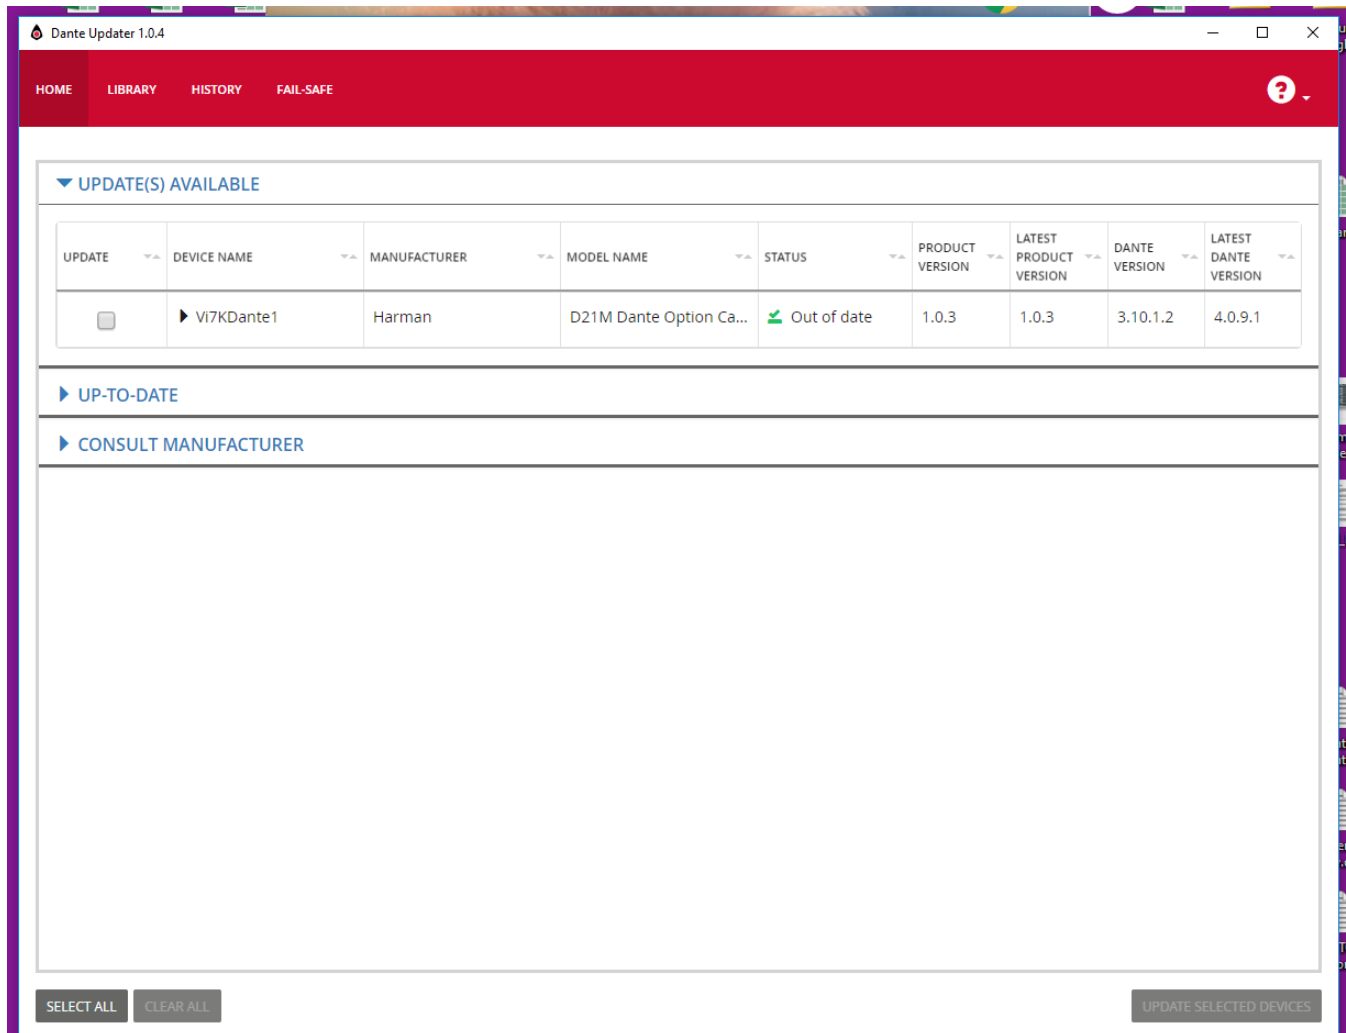 Dante Updater 1.0.4
HOME LIBRARY HISTORY FAIL-SAFE ?
UPDATE(S) AVAILABLE
UPDATE DEVICE NAME MANUFACTURER MODEL NAME STATUS PRODUCT VERSION LATEST PRODUCT VERSION DANTE VERSION LATEST DANTE VERSION
Vi7KDante1 Harman D21M Dante Option Ca... Out of date 1.0.3 1.0.3 3.10.1.2 4.0.9.1
UP-TO-DATE
CONSULT MANUFACTURER
SELECT ALL CLEAR ALL UPDATE SELECTED DEVICES